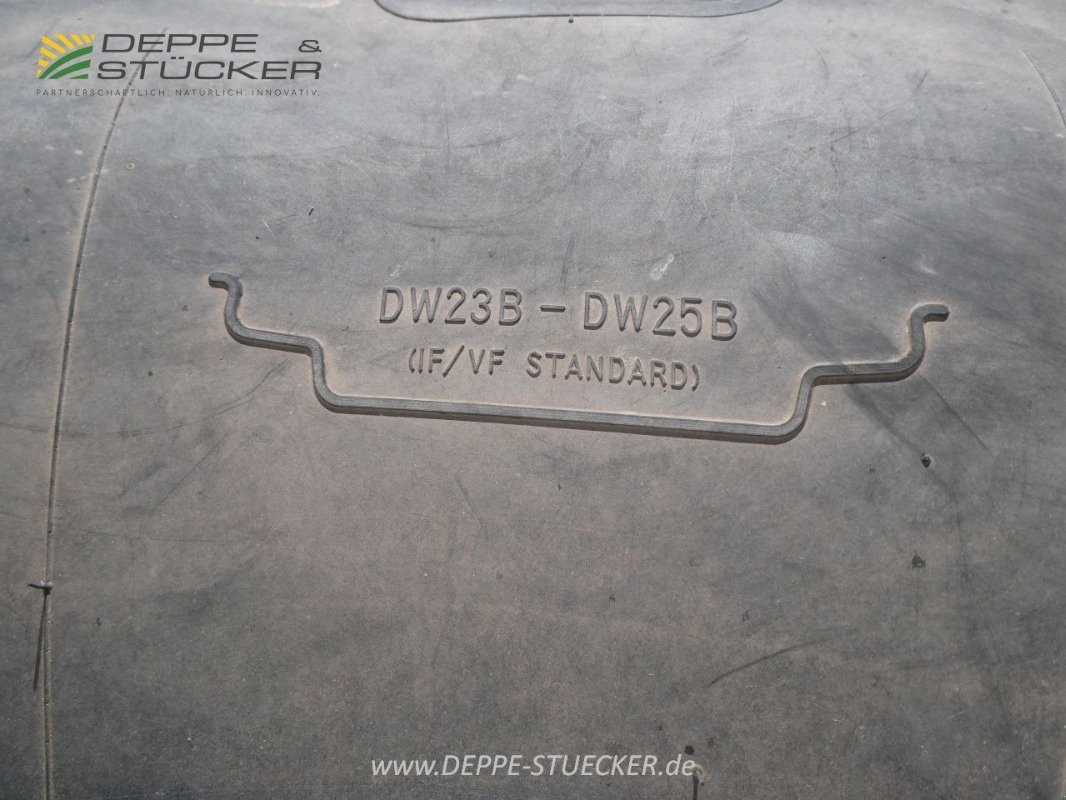 DEPPE &
STÜCKER
PARTNERSCHAFTLICH. NATÜRLICH. INNOVATIV.
DW23B - DW25B
(IF/VF STANDARD)
www.DEPPE-STUECKER.de